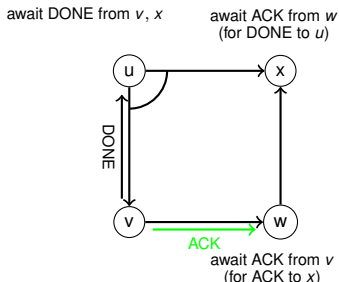 await DONE from v, x
await ACK from w
(for DONE to u)
u
x
DONE
v
w
ACK
await ACK from v
(for ACK to x)